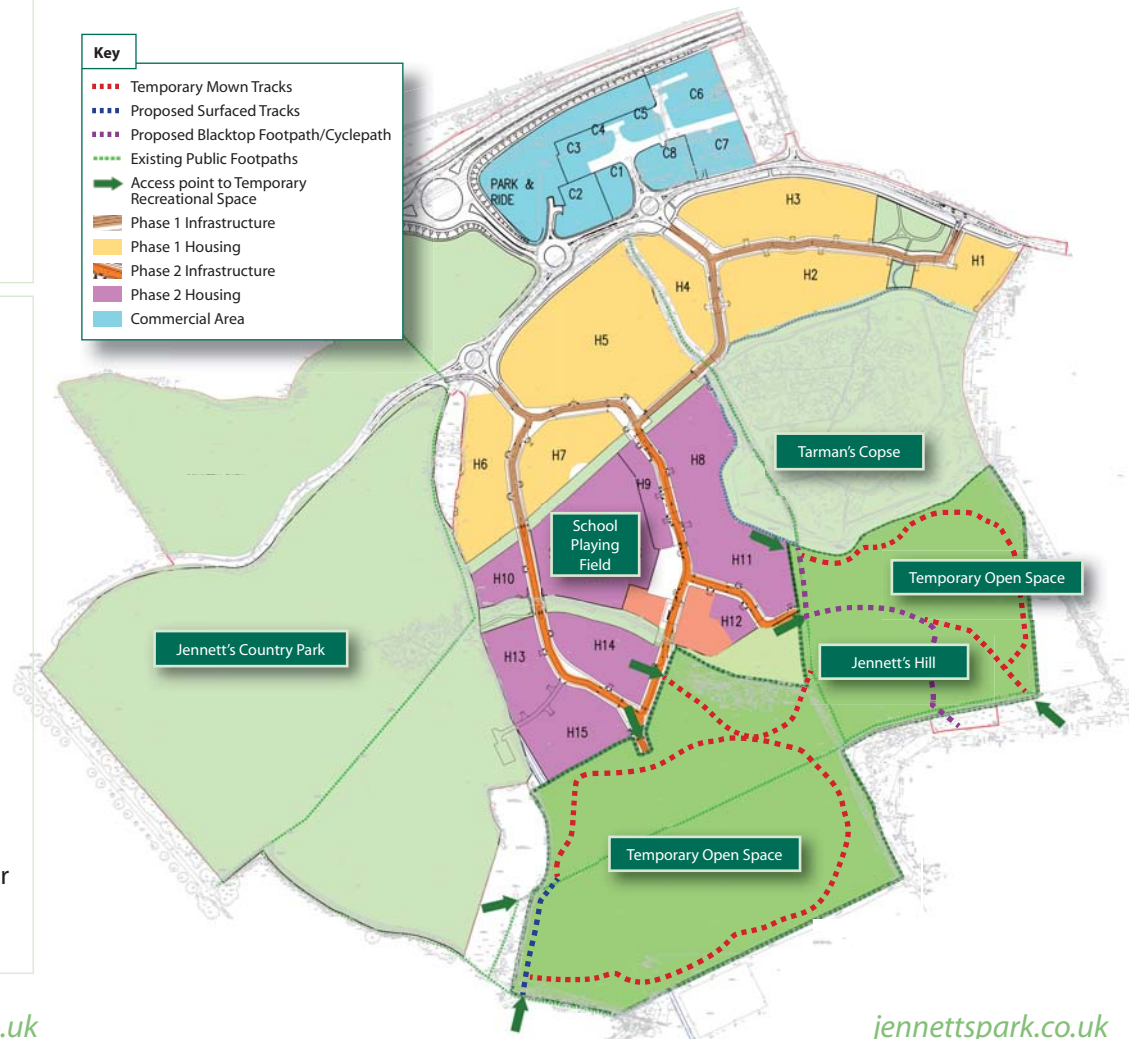 Key
Temporary Mown Tracks
Proposed Surfaced Tracks
Proposed Blacktop Footpath/Cyclepath
Existing Public Footpaths
Access point to Temporary
Recreational Space
Phase 1 Infrastructure
Phase 1 Housing
Phase 2 Infrastructure
Phase 2 Housing
Commercial Area
C6
C5
C4
C3
C7
C8
C1
C2
PARK &
RIDE
H3
H1
H2
H4
H5
H6
H7
H8
H9
Tarman's Copse
School
Playing
Field
H11
H10
H12
Temporary Open Space
Jennett's Country Park
H13
H14
Jennett's Hill
H15
Temporary Open Space
r
.uk
jennettspark.co.uk